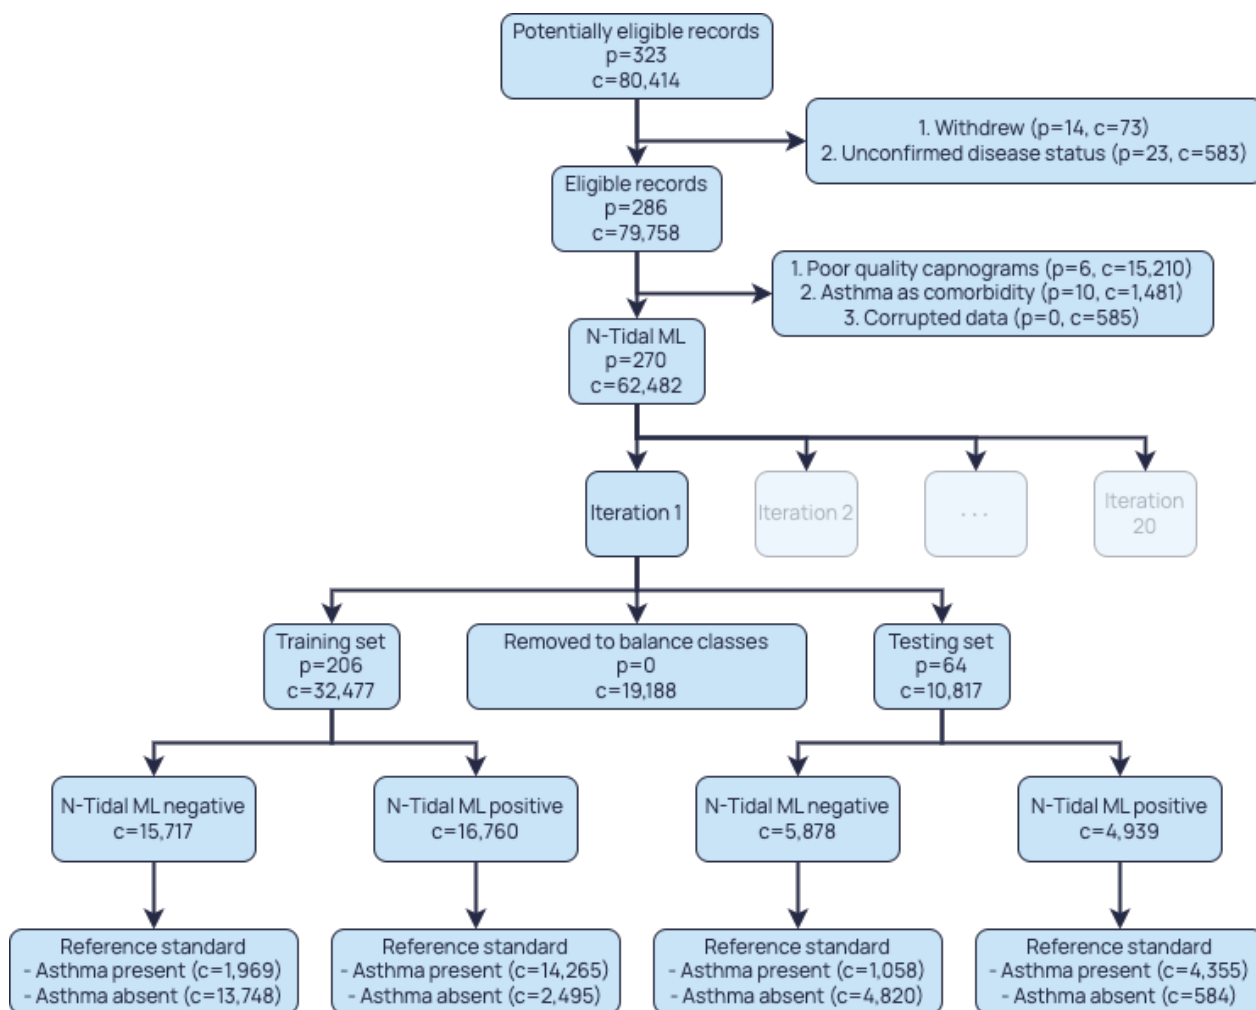 Potentially eligible records
p=323
c=80,414
1. Withdrew (p=14, c=73)
2. Unconfirmed disease status (p=23, c=583)
Eligible records
p=286
c=79,758
1. Poor quality capnograms (p=6, c=15,210)
2. Asthma as comorbidity (p=10, c=1,481)
3. Corrupted data (p=0, c=585)
N-Tidal ML
p=270
c=62,482
Iteration 1
Iteration 2
...
Iteration
20
Training set
p=206
c=32,477
Removed to balance classes
p=0
c=19,188
Testing set
p=64
c=10,817
N-Tidal ML negative
c=15,717
N-Tidal ML positive
c=16,760
N-Tidal ML negative
c=5,878
N-Tidal ML positive
c=4,939
Reference standard
- Asthma present (c=1,969)
- Asthma absent (c=13,748)
Reference standard
- Asthma present (c=14,265)
- Asthma absent (c=2,495)
Reference standard
- Asthma present (c=1,058)
- Asthma absent (c=4,820)
Reference standard
- Asthma present (c=4,355)
- Asthma absent (c=584)